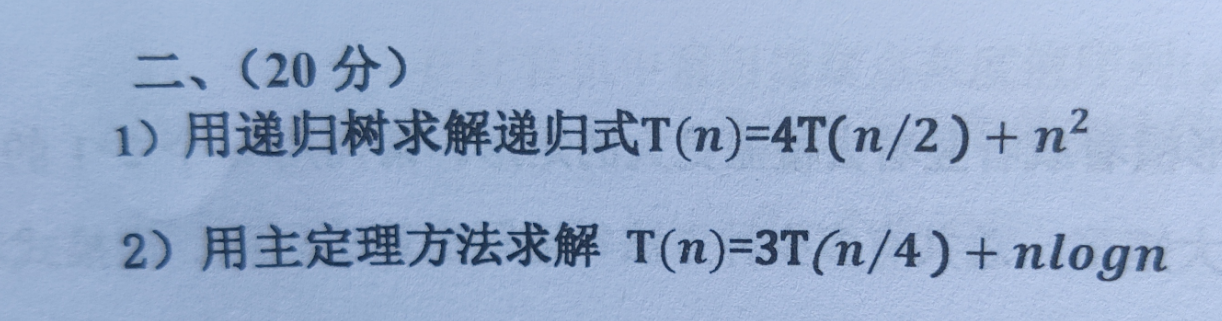 二、（20 分）
1）用递归树求解递归式T(n)=4T(n/2)+n²
2）用主定理方法求解 T(n)=3T(n/4)+nlogn